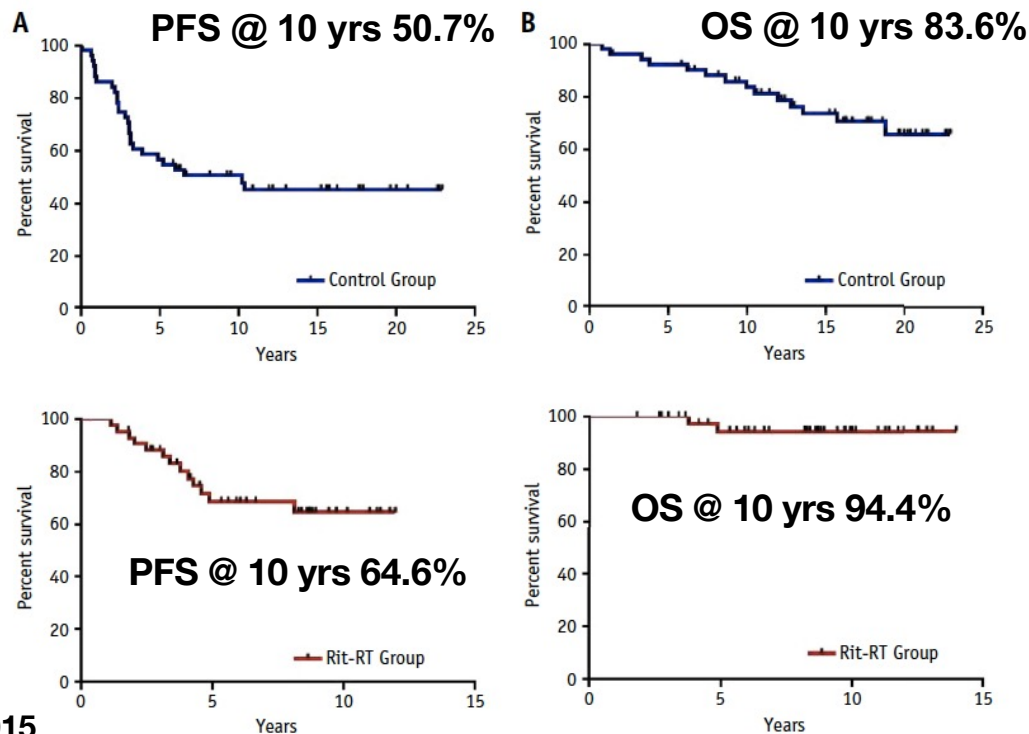 A
PFS @ 10 yrs 50.7%
B
OS @ 10 yrs 83.6%
Percent survival
100
80
60
40
20
0
Control Group
0 5 10 15 20 25
Years
Percent survival
100
80
60
40
20
0
Control Group
0 5 10 15 20 25
Years
Percent survival
100
80
60
40
20
0
PFS @ 10 yrs 64.6%
Rit-RT Group
0 5 10 15
Years
Percent survival
100
80
60
40
20
0
OS @ 10 yrs 94.4%
Rit-RT Group
0 5 10 15
Years